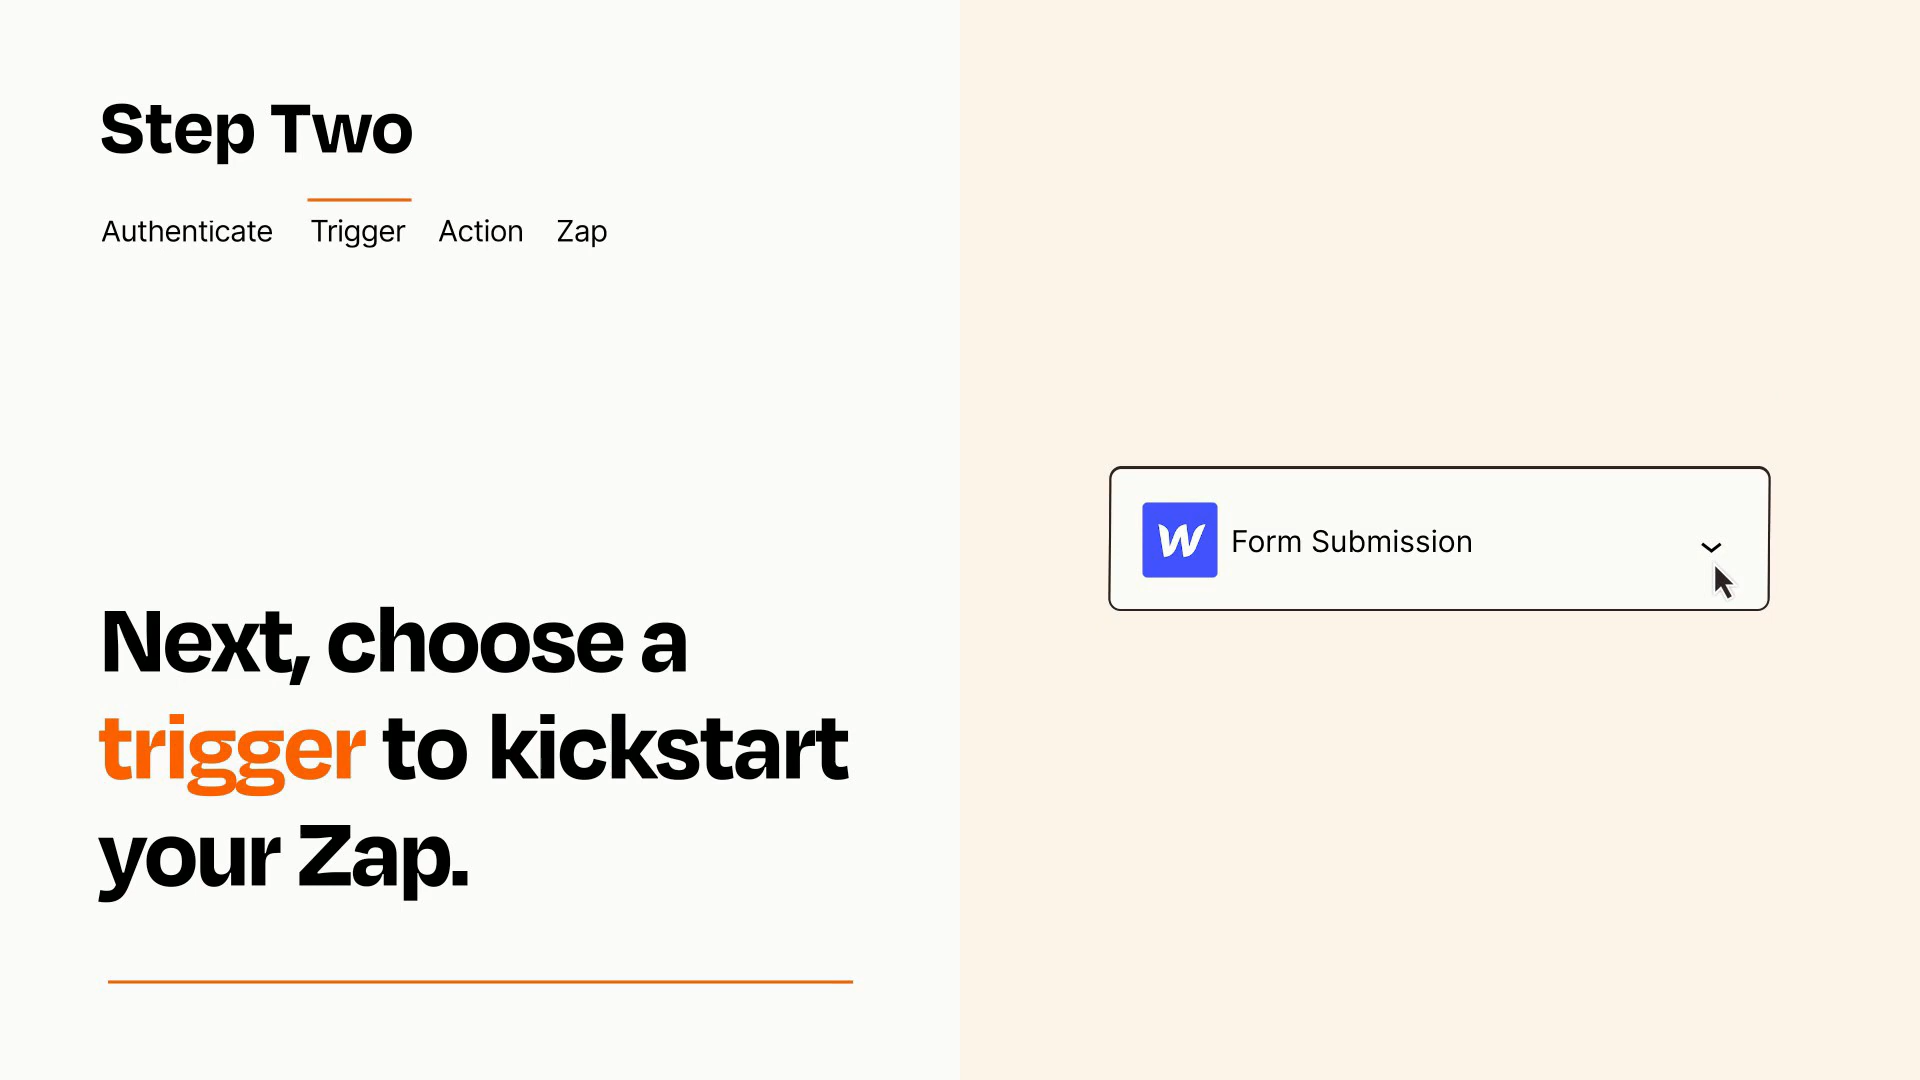 Step Two
Authenticate Trigger Action Zap
Next, choose a
trigger to kickstart
your Zap.
Form Submission